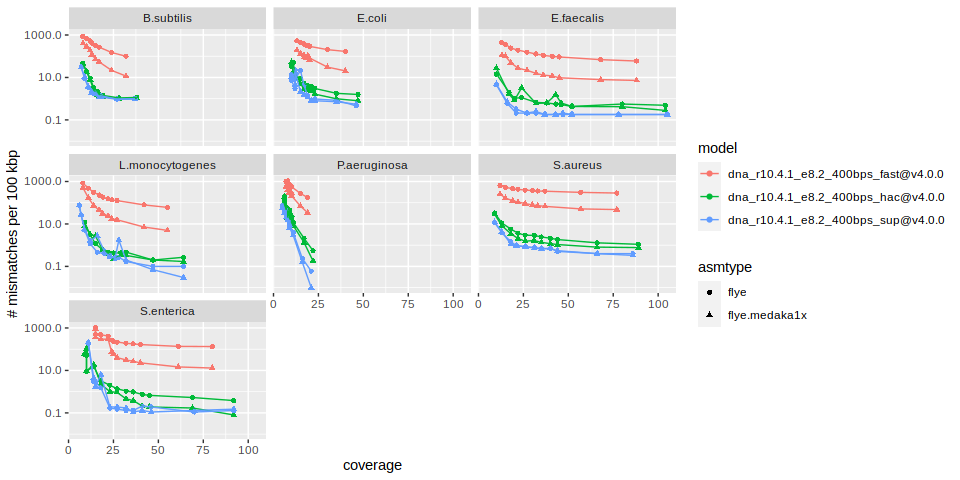 B.subtilis
E.coli
E.faecalis
1000.0
10.0
0.1
L.monocytogenes
P.aeruginosa
S.aureus
1000.0
10.0
0.1
0 25 50 75 100
0 25 50 75 100
S.enterica
1000.0
10.0
0.1
0 25 50 75 100
coverage
# mismatches per 100 kbp
model
dna_r10.4.1_e8.2_400bps_fast@v4.0.0
dna_r10.4.1_e8.2_400bps_hac@v4.0.0
dna_r10.4.1_e8.2_400bps_sup@v4.0.0
asmtype
flye
flye.medaka1x